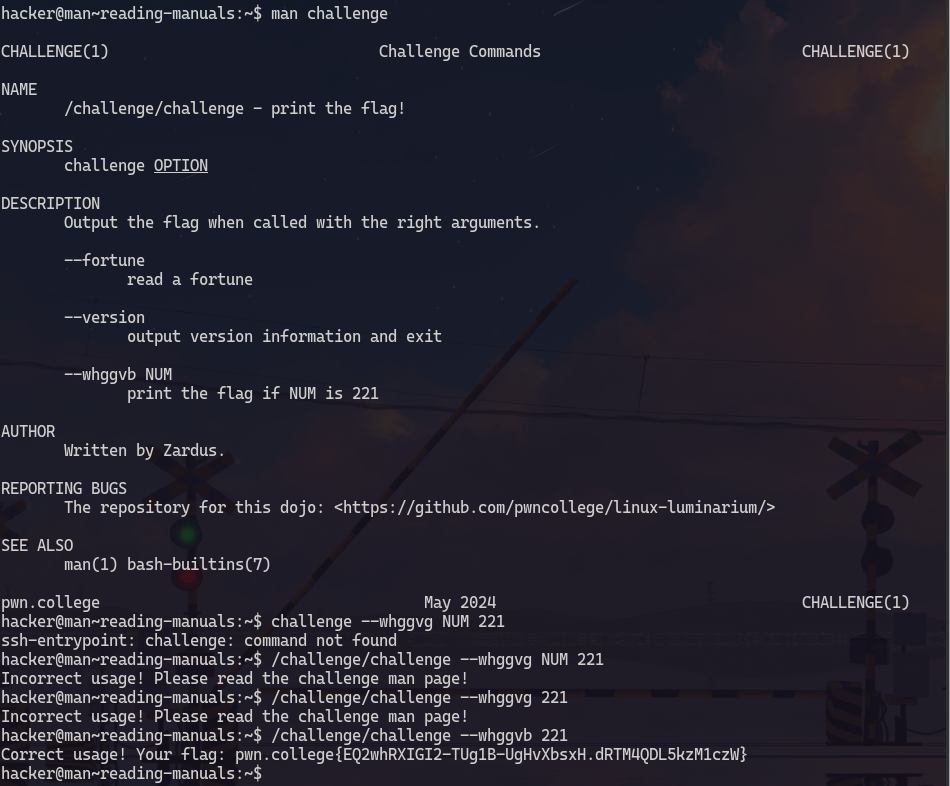 hacker@man~reading-manuals:~$ man challenge
CHALLENGE(1) Challenge Commands CHALLENGE(1)
NAME
/challenge/challenge - print the flag!
SYNOPSIS
challenge OPTION
DESCRIPTION
Output the flag when called with the right arguments.
--fortune
read a fortune
--version
output version information and exit
--whggvb NUM
print the flag if NUM is 221
AUTHOR
Written by Zardus.
REPORTING BUGS
The repository for this dojo: <https://github.com/pwncollege/linux-luminarium/>
SEE ALSO
man(1) bash-builtins(7)
pwn.college May 2024 CHALLENGE(1)
hacker@man~reading-manuals:~$ challenge --whggvg NUM 221
ssh-entrypoint: challenge: command not found
hacker@man~reading-manuals:~$ /challenge/challenge --whggvg NUM 221
Incorrect usage! Please read the challenge man page!
hacker@man~reading-manuals:~$ /challenge/challenge --whggvg 221
Incorrect usage! Please read the challenge man page!
hacker@man~reading-manuals:~$ /challenge/challenge --whggvb 221
Correct usage! Your flag: pwn.college{EQ2whRXIGI2-TUg1B-UgHvXbsxH.dRTM4QDL5kzM1czW}
hacker@man~reading-manuals:~$